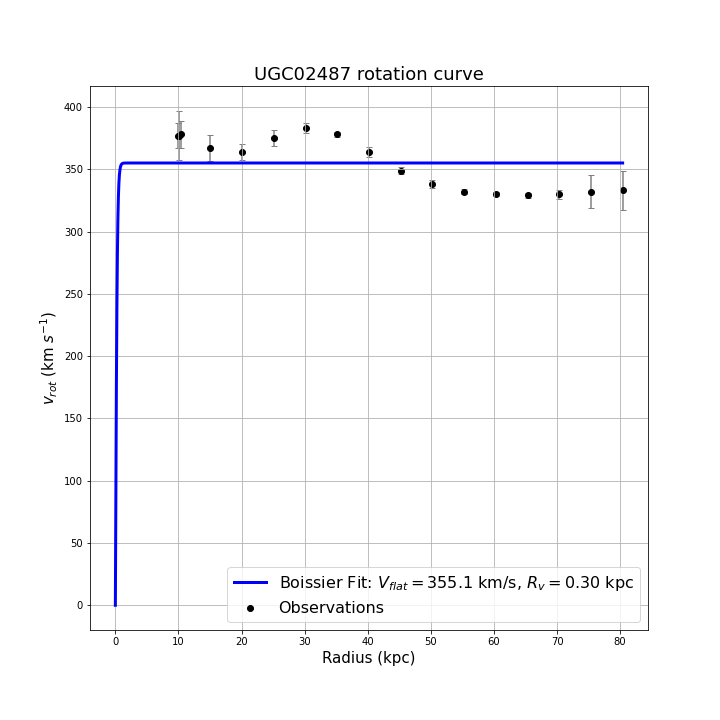 UGC02487 rotation curve
400
350
300
250
200
150
100
50
0
v_rot (km s⁻¹)
Boissier Fit: V_flat = 355.1 km/s, R_v = 0.30 kpc
Observations
0 10 20 30 40 50 60 70 80
Radius (kpc)